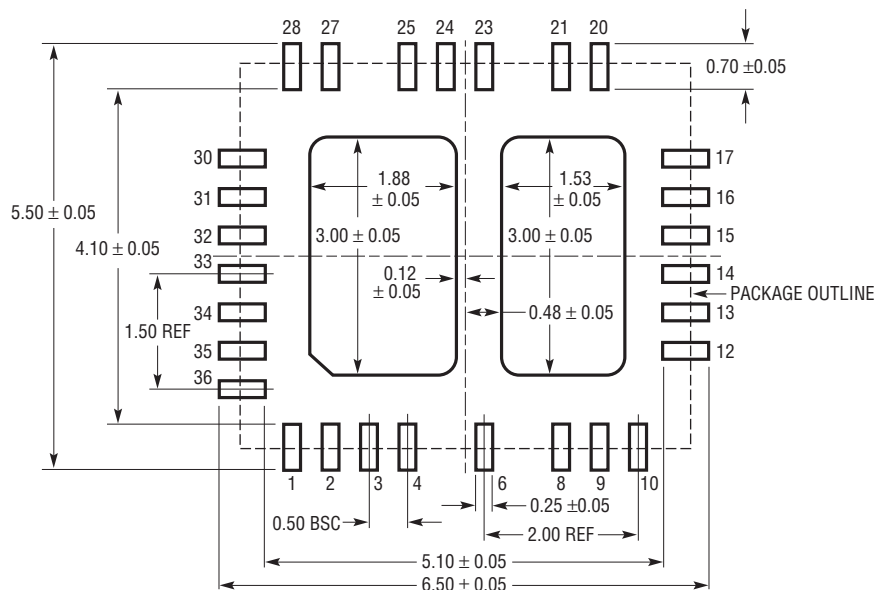 28 27 25 24 23 21 20
0.70 ±0.05
30
31
32
33
34
35
36
17
16
15
14
13
12
5.50 ± 0.05
4.10 ± 0.05
1.50 REF
1.88
± 0.05
3.00 ± 0.05
1.53
± 0.05
3.00 ± 0.05
0.12
± 0.05
0.48 ± 0.05
PACKAGE OUTLINE
1 2 3 4 6 8 9 10
0.25 ±0.05
0.50 BSC
2.00 REF
5.10 ± 0.05
6.50 ± 0.05